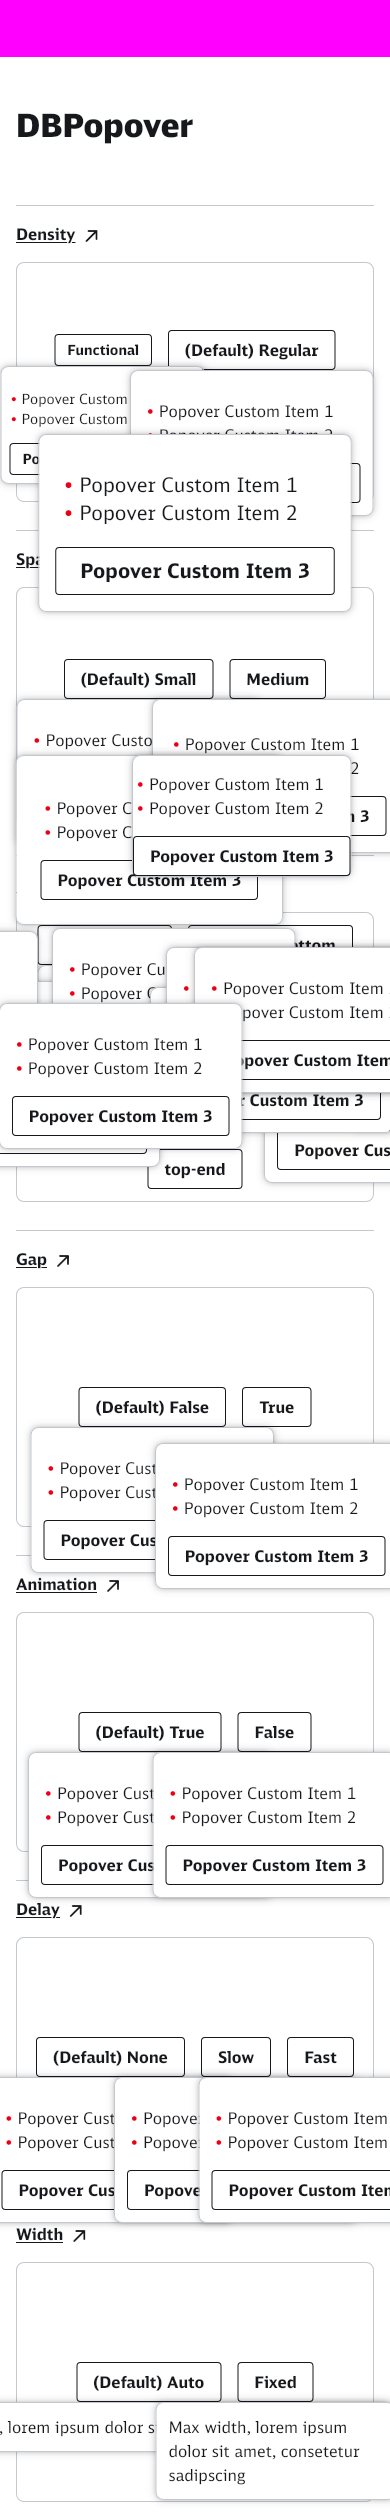 DBPopover
Density
Functional
(Default) Regular
Popover Custom
Popover Custom
Po
Popover Custom Item 1
Popover Custom Item 1
Popover Custom Item 2
Popover Custom Item 3
Spa
(Default) Small
Medium
Popover Custo
Popover Custom Item 1
2
n 3
Popover C
Popover C
Popover Custom Item 3
Popover Custom Item 1
Popover Custom Item 2
Popover Custom Item 3
ottom
Popover Cu
Popover C
Popover Custom Item
pover Custom Item
pover Custom Item
Custom Item 3
Popover Cus
Popover Custom Item 1
Popover Custom Item 2
Popover Custom Item 3
top-end
Gap
(Default) False
True
Popover Cust
Popover Cust
Popover Cus
Popover Custom Item 1
Popover Custom Item 2
Popover Custom Item 3
Animation
(Default) True
False
Popover Cust
Popover Cust
Popover Cus
Popover Custom Item 1
Popover Custom Item 2
Popover Custom Item 3
Delay
(Default) None
Slow
Fast
Popover Cust
Popover Cust
Popover Cus
Popove
Popove
Popove
Popover Custom Item
Popover Custom Item
Popover Custom Item
Width
(Default) Auto
Fixed
, lorem ipsum dolor s
Max width, lorem ipsum
dolor sit amet, consetetur
sadipscing